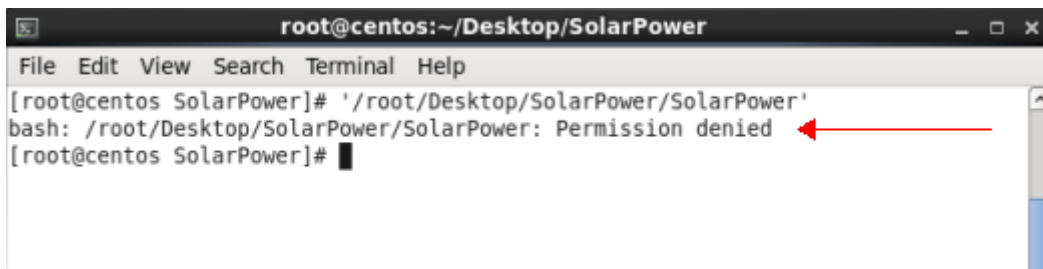 root@centos:~/Desktop/SolarPower
File Edit View Search Terminal Help
[root@centos SolarPower]# '/root/Desktop/SolarPower/SolarPower'
bash: /root/Desktop/SolarPower/SolarPower: Permission denied
[root@centos SolarPower]#